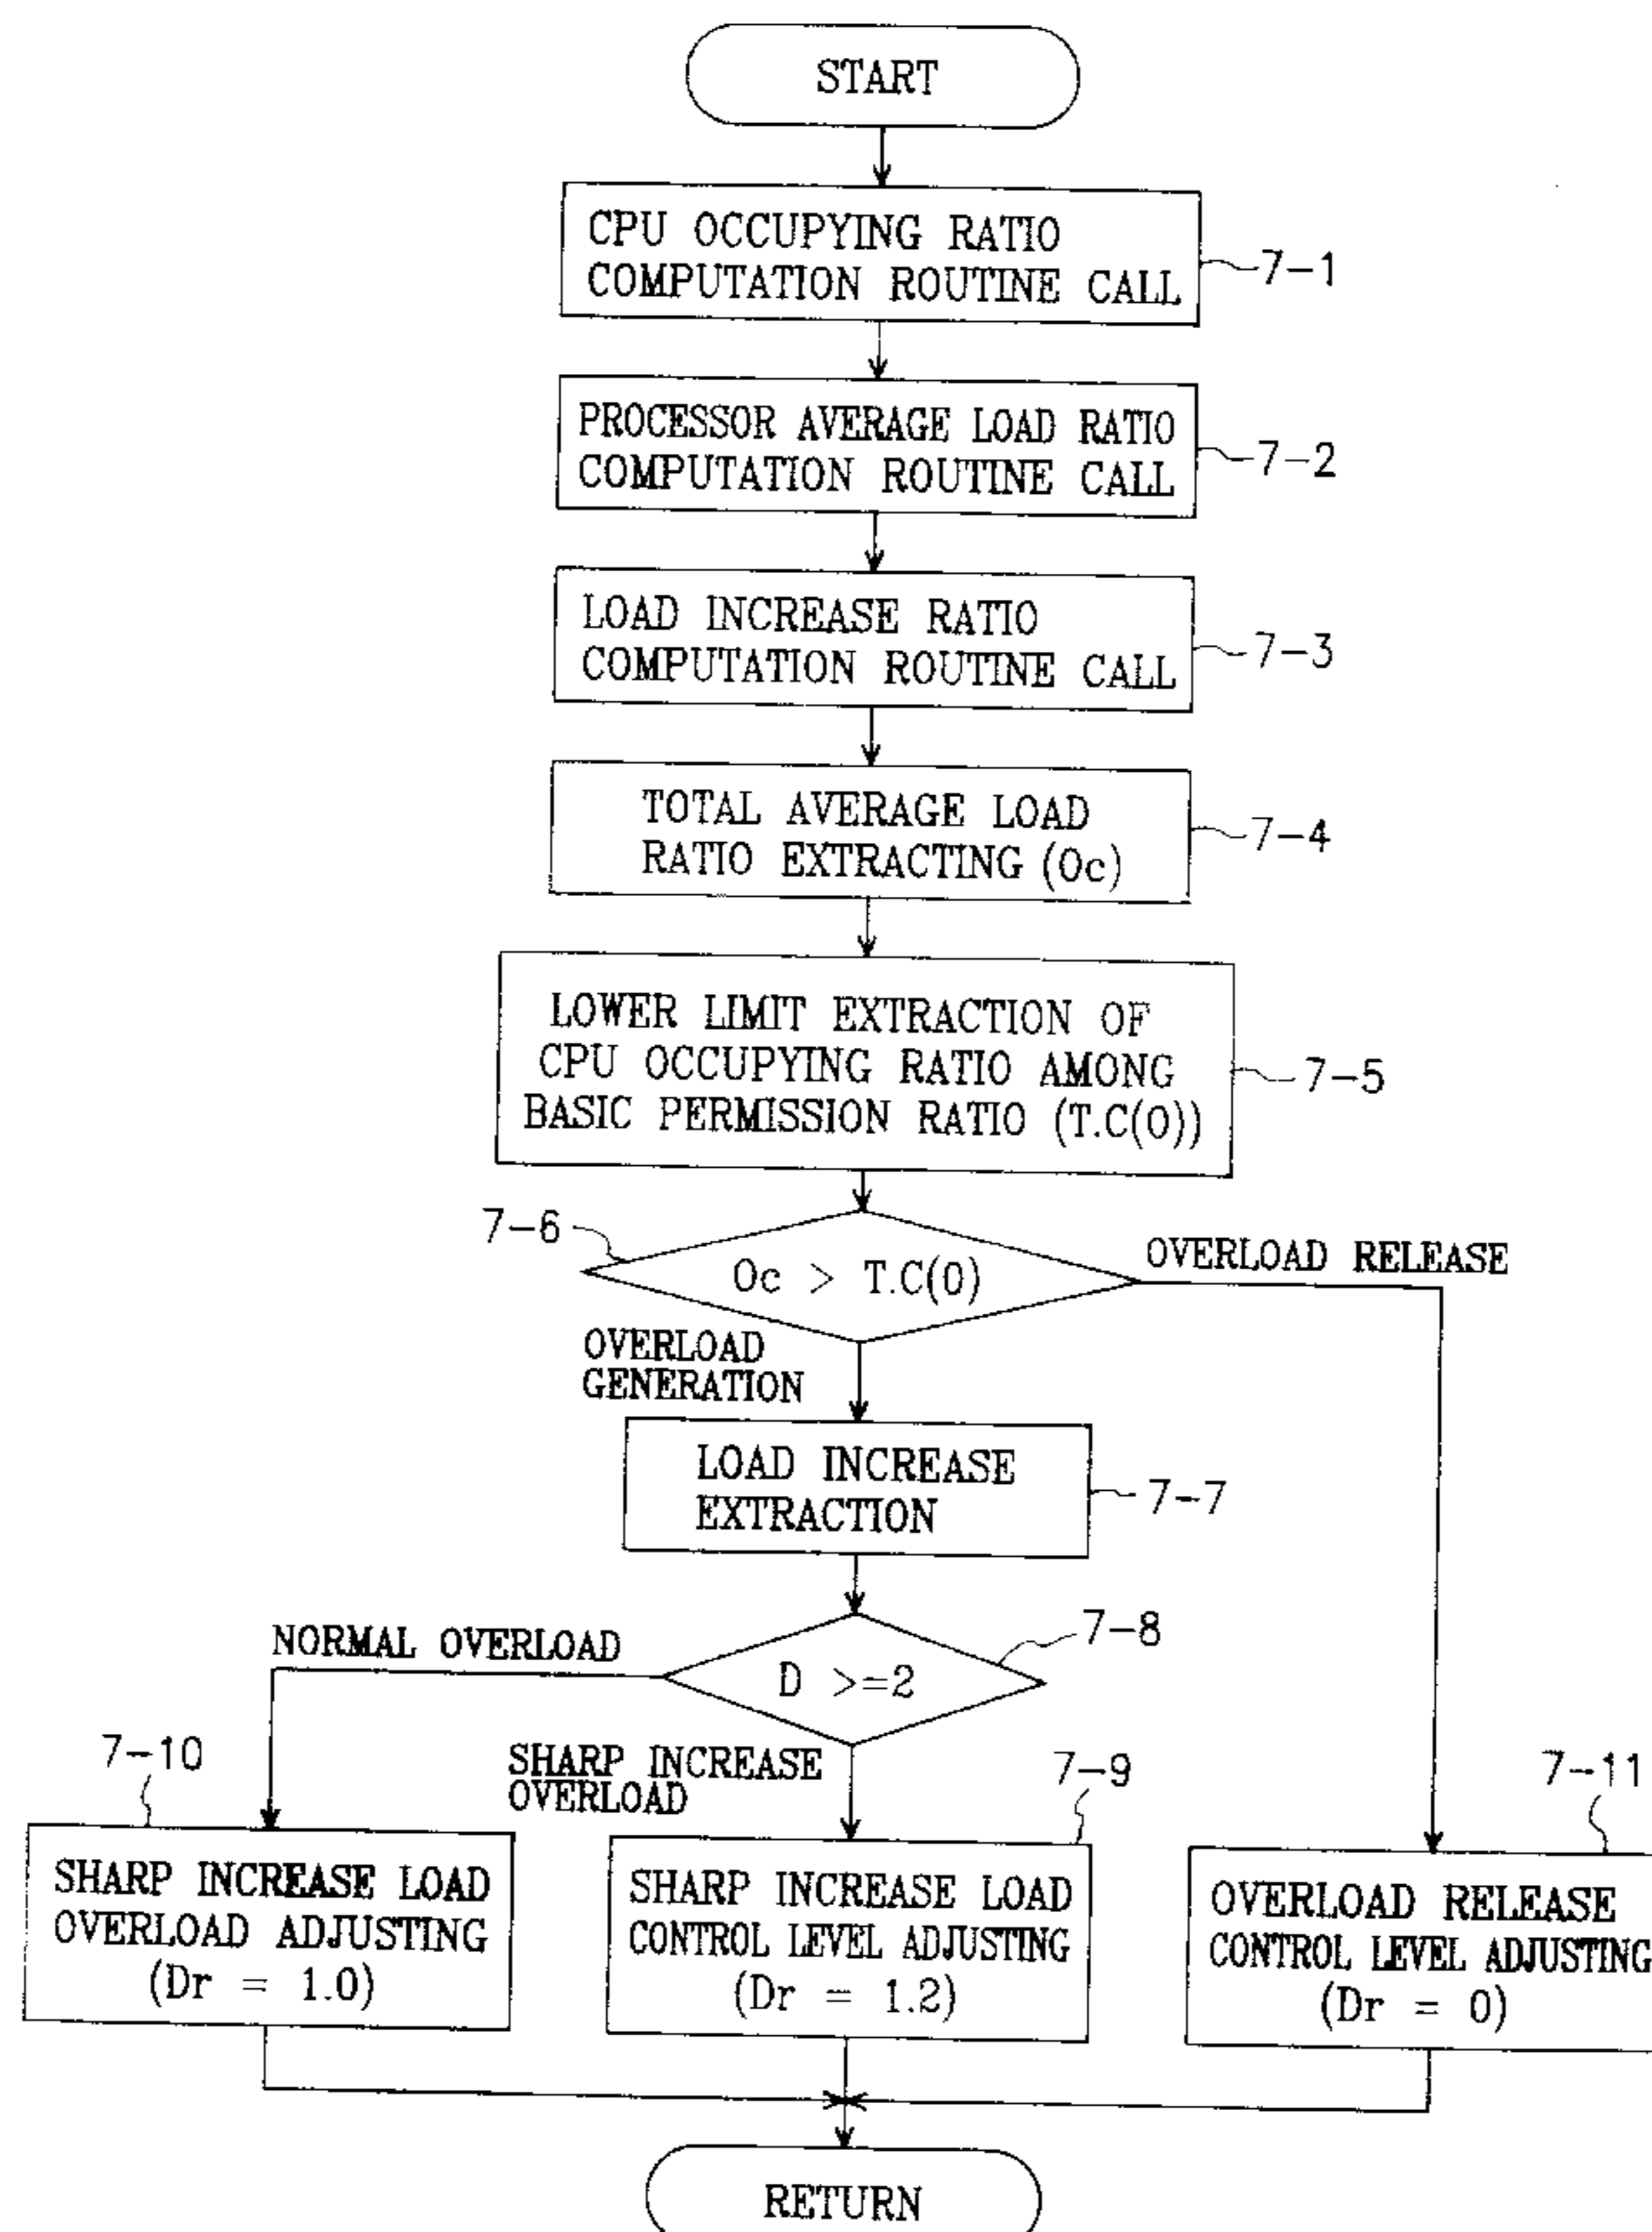 START
CPU OCCUPYING RATIO
COMPUTATION ROUTINE CALL
7-1
PROCESSOR AVERAGE LOAD RATIO
COMPUTATION ROUTINE CALL
7-2
LOAD INCREASE RATIO
COMPUTATION ROUTINE CALL
7-3
TOTAL AVERAGE LOAD
RATIO EXTRACTING (Oc)
7-4
LOWER LIMIT EXTRACTION OF
CPU OCCUPYING RATIO AMONG
BASIC PERMISSION RATIO (T.C(0))
7-5
7-6
Oc > T.C(0)
OVERLOAD RELEASE
OVERLOAD
GENERATION
LOAD INCREASE
EXTRACTION
7-7
NORMAL OVERLOAD
7-8
D >=2
7-10
SHARP INCREASE
OVERLOAD
7-9
7-11
SHARP INCREASE LOAD
OVERLOAD ADJUSTING
(Dr = 1.0)
SHARP INCREASE LOAD
CONTROL LEVEL ADJUSTING
(Dr = 1.2)
OVERLOAD RELEASE
CONTROL LEVEL ADJUSTING
(Dr = 0)
RETURN